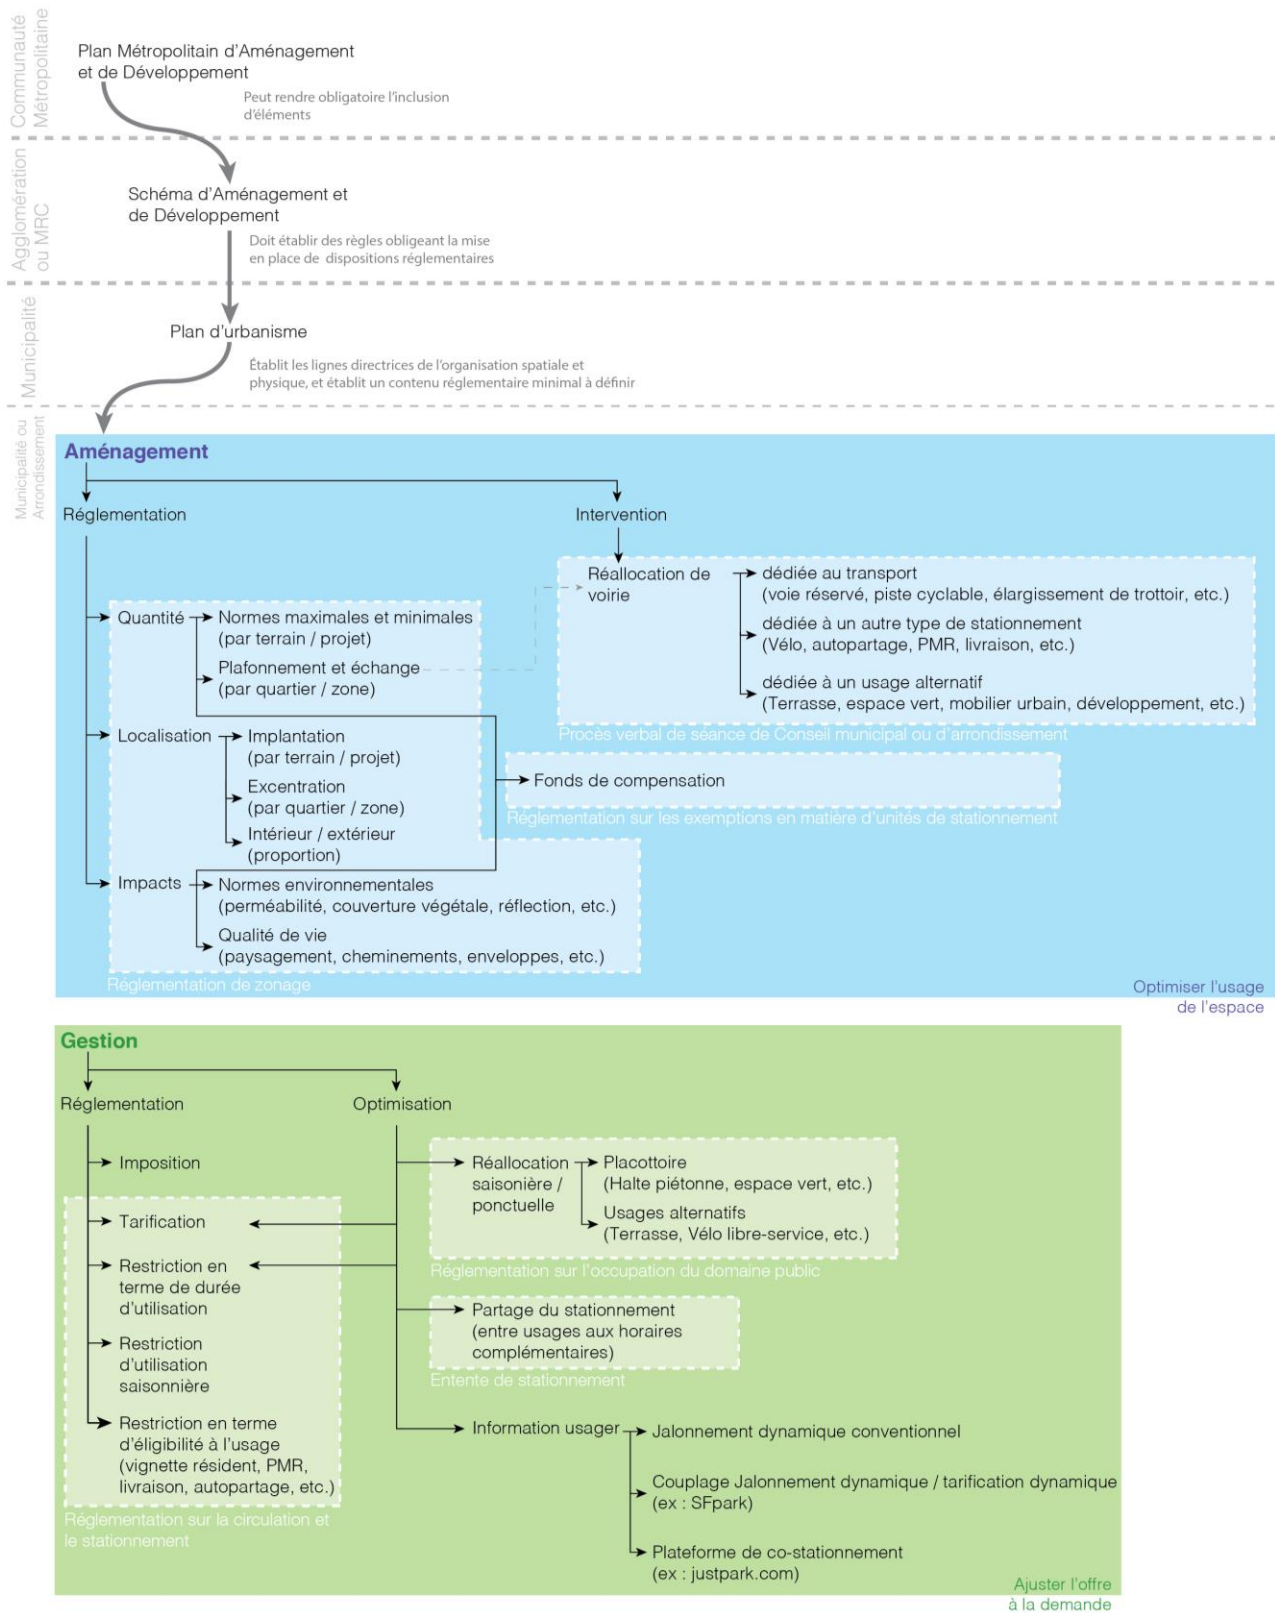 Communauté
Métropolitaine
Plan Métropolitain d'Aménagement
et de Développement
Peut rendre obligatoire l'inclusion
d'éléments
Agglomération
ou MRC
Schéma d'Aménagement et
de Développement
Doit établir des règles obligeant la mise
en place de dispositions réglementaires
Municipalité
Plan d'urbanisme
Établit les lignes directrices de l'organisation spatiale et
physique, et établit un contenu réglementaire minimal à définir
Municipalité ou
Arrondissement
Aménagement
Réglementation
Intervention
Quantité
Normes maximales et minimales
(par terrain / projet)
Plafonnement et échange
(par quartier / zone)
Localisation
Implantation
(par terrain / projet)
Excentration
(par quartier / zone)
Intérieur / extérieur
(proportion)
Impacts
Normes environnementales
(perméabilité, couverture végétale, réflection, etc.)
Qualité de vie
(paysagement, cheminements, enveloppes, etc.)
Réglementation de zonage
Réallocation de
voirie
dédiée au transport
(voie réservé, piste cyclable, élargissement de trottoir, etc.)
dédiée à un autre type de stationnement
(Vélo, autopartage, PMR, livraison, etc.)
dédiée à un usage alternatif
(Terrasse, espace vert, mobilier urbain, développement, etc.)
Procès verbal de séance de Conseil municipal ou d'arrondissement
Fonds de compensation
Réglementation sur les exemptions en matière d'unités de stationnement
Optimiser l'usage
de l'espace
Gestion
Réglementation
Optimisation
Imposition
Tarification
Restriction en
terme de durée
d'utilisation
Restriction
d'utilisation
saisonnière
Restriction en terme
d'éligibilité à l'usage
(vignette résident, PMR,
livraison, autopartage, etc.)
Réglementation sur la circulation et
le stationnement
Réallocation
saisonière /
ponctuelle
Placottoire
(Halte piétonne, espace vert, etc.)
Usages alternatifs
(Terrasse, Vélo libre-service, etc.)
Réglementation sur l'occupation du domaine public
Partage du stationnement
(entre usages aux horaires
complémentaires)
Entente de stationnement
Information usager
Jalonnement dynamique conventionnel
Couplage Jalonnement dynamique / tarification dynamique
(ex : SFpark)
Plateforme de co-stationnement
(ex : justpark.com)
Ajuster l'offre
à la demande